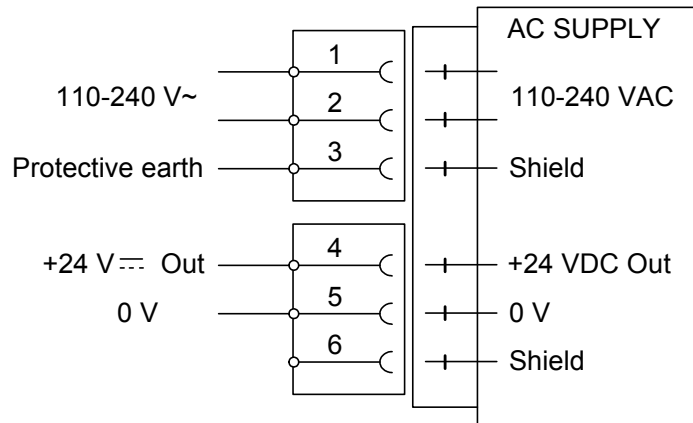 AC SUPPLY
1
110-240 V~
110-240 VAC
2
Protective earth
3
Shield
+24 V⎓ Out
4
+24 VDC Out
0 V
5
0 V
6
Shield